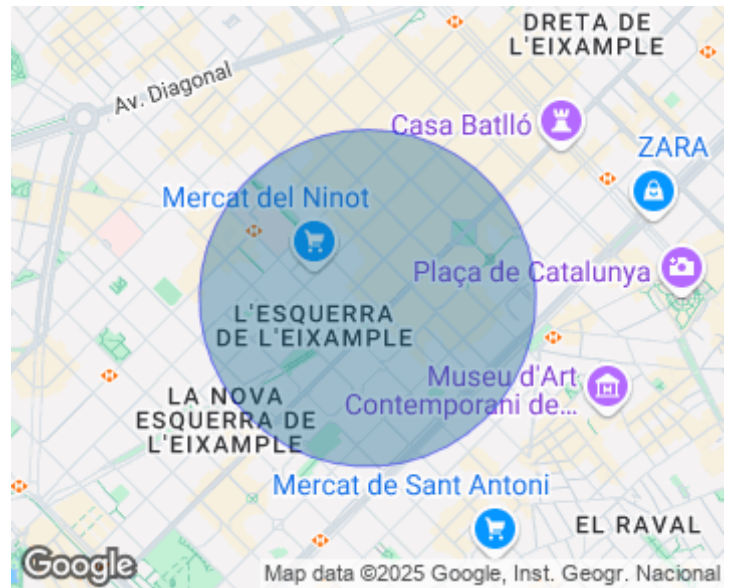 DRETA DE
L'EIXAMPLE
Av. Diagonal
Casa Batlló
ZARA
Mercat del Ninot
Plaça de Catalunya
L'ESQUERRA
DE L'EIXAMPLE
Museu d'Art
Contemporani de...
LA NOVA
ESQUERRA DE
L'EIXAMPLE
Mercat de Sant Antoni
EL RAVAL
Google
Map data ©2025 Google, Inst. Geogr. Nacional